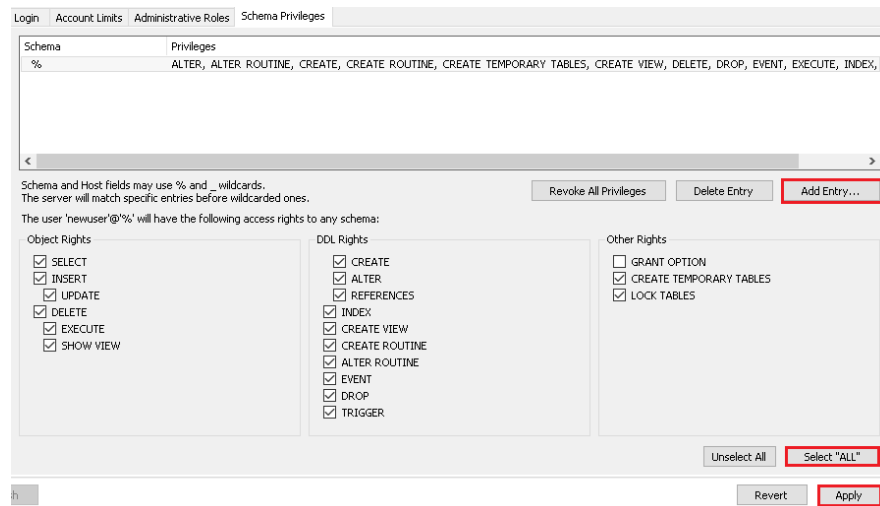 Login Account Limits Administrative Roles Schema Privileges
Schema Privileges
% ALTER, ALTER ROUTINE, CREATE, CREATE ROUTINE, CREATE TEMPORARY TABLES, CREATE VIEW, DELETE, DROP, EVENT, EXECUTE, INDEX,
Schema and Host fields may use % and _ wildcards.
The server will match specific entries before wildcarded ones.
Revoke All Privileges Delete Entry Add Entry...
The user 'newuser'@'%' will have the following access rights to any schema:
Object Rights
SELECT
INSERT
UPDATE
DELETE
EXECUTE
SHOW VIEW
DDL Rights
CREATE
ALTER
REFERENCES
INDEX
CREATE VIEW
CREATE ROUTINE
ALTER ROUTINE
EVENT
DROP
TRIGGER
Other Rights
GRANT OPTION
CREATE TEMPORARY TABLES
LOCK TABLES
Unselect All Select "ALL"
Revert Apply